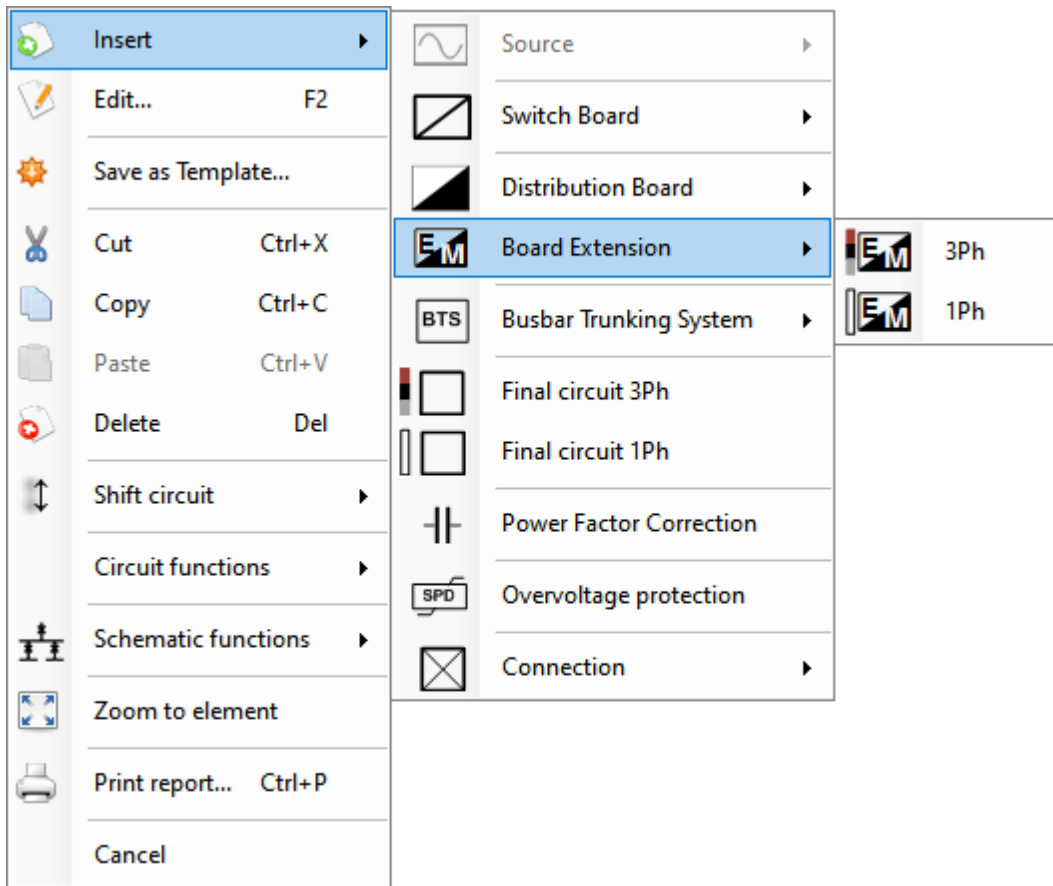 Insert
Edit... F2
Save as Template...
Cut Ctrl+X
Copy Ctrl+C
Paste Ctrl+V
Delete Del
Shift circuit
Circuit functions
Schematic functions
Zoom to element
Print report... Ctrl+P
Cancel
Source
Switch Board
Distribution Board
EM Board Extension
BTS Busbar Trunking System
Final circuit 3Ph
Final circuit 1Ph
Power Factor Correction
SPD Overvoltage protection
Connection
EM 3Ph
EM 1Ph